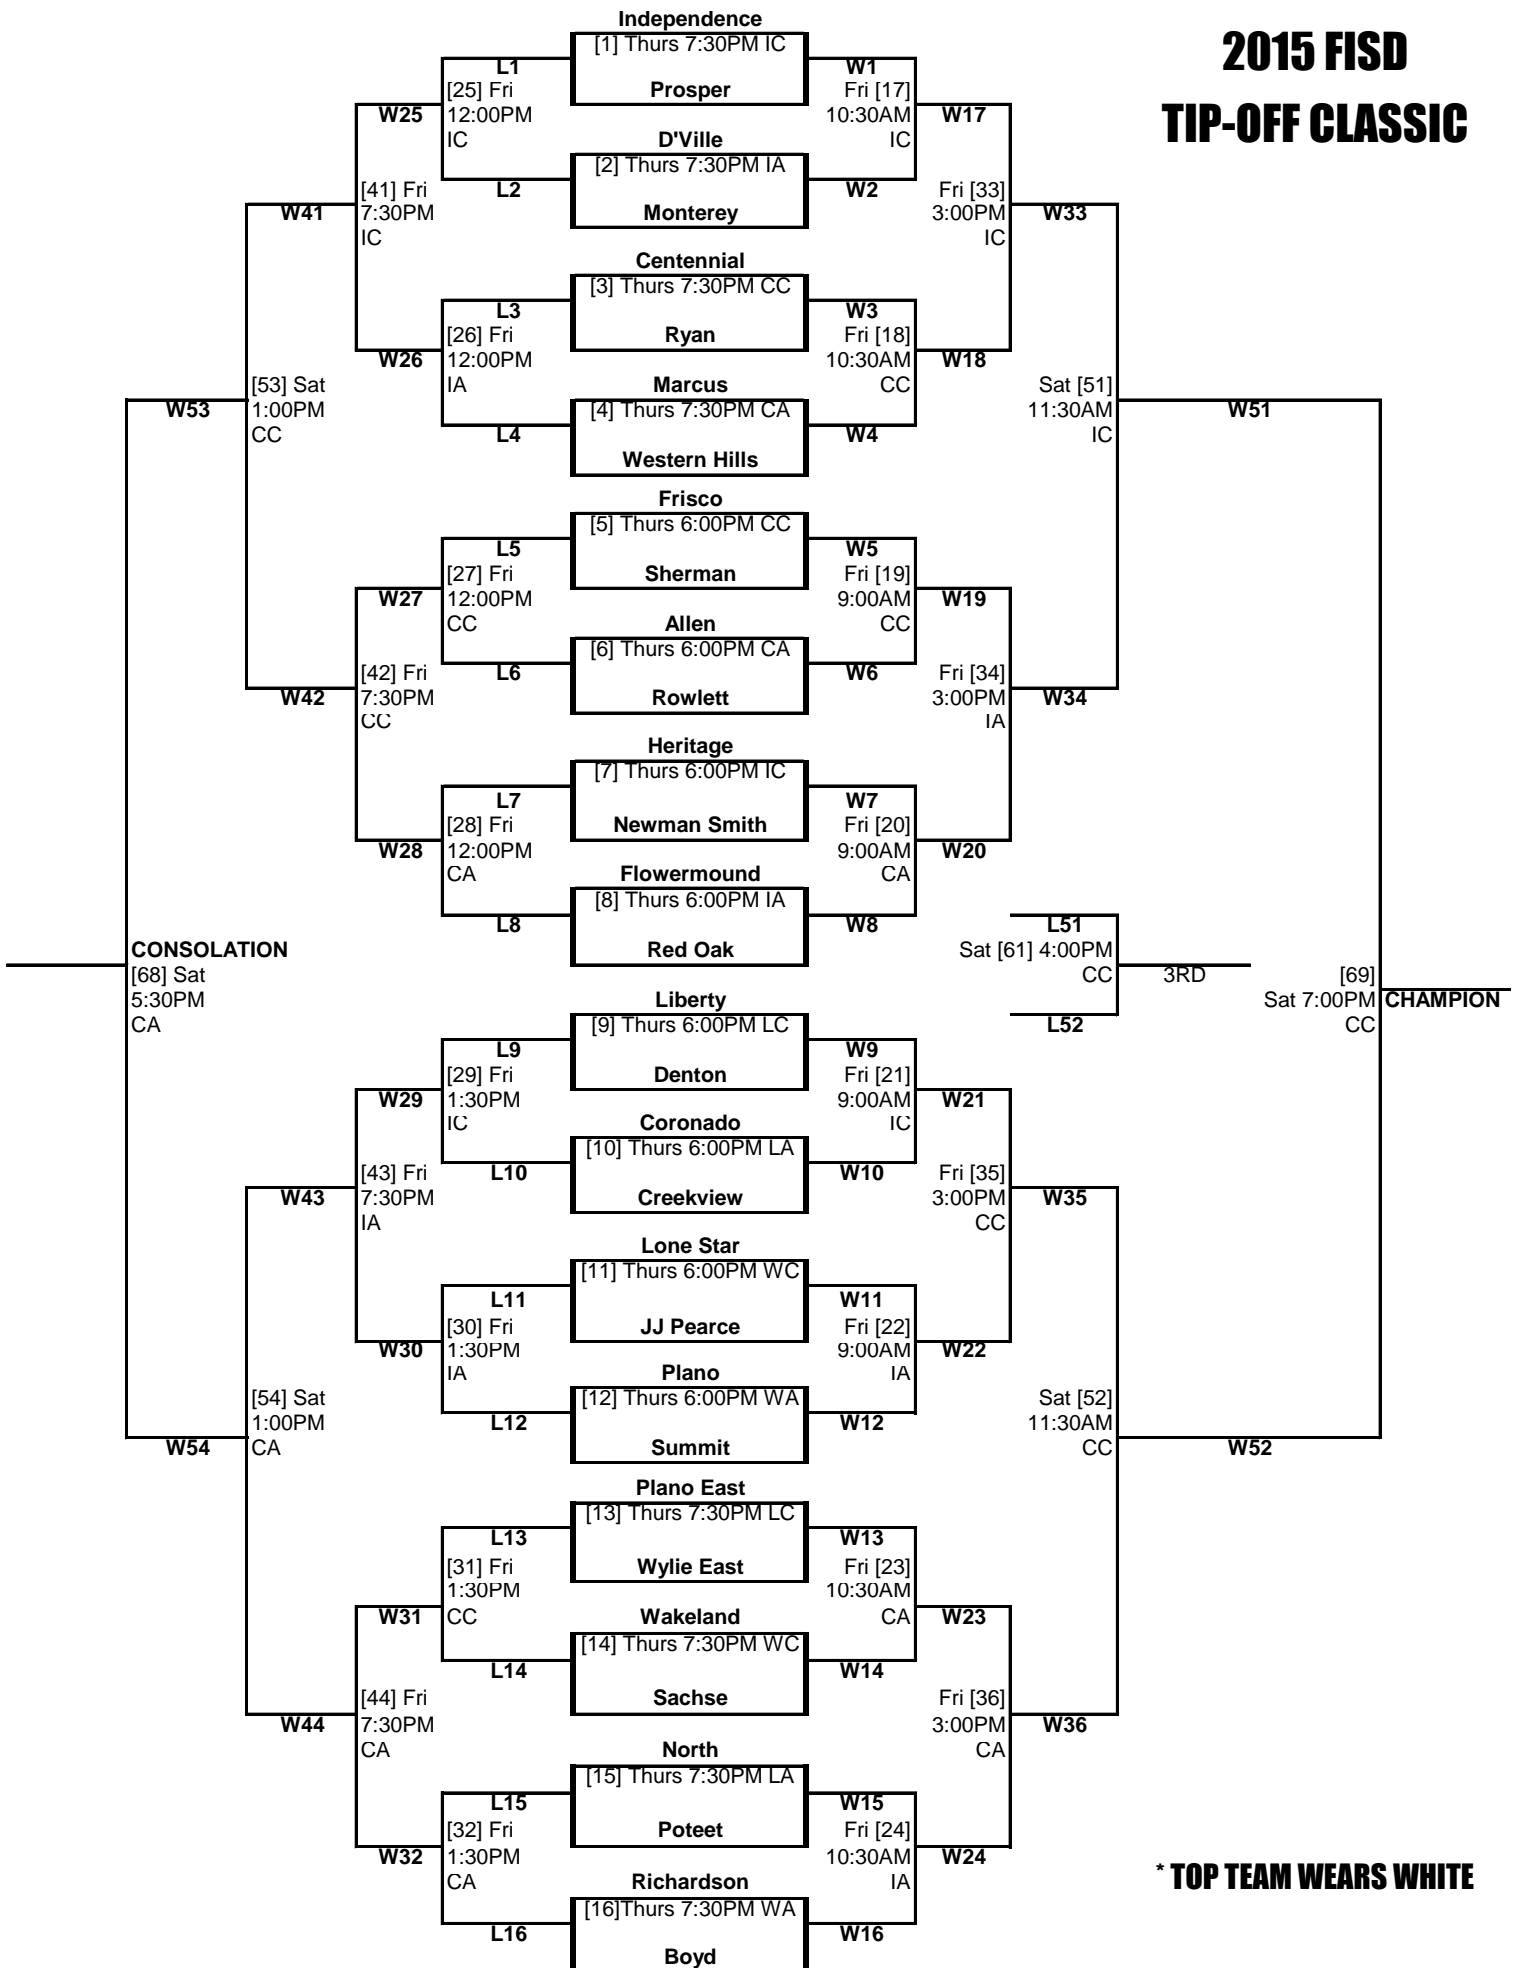 2015 FISD
TIP-OFF CLASSIC
Independence
[1] Thurs 7:30PM IC
L1
W1
[25] Fri
Prosper
Fri [17]
W25
12:00PM
10:30AM
W17
IC
D'Ville
IC
[2] Thurs 7:30PM IA
[41] Fri
L2
W2
Fri [33]
W41
7:30PM
Monterey
3:00PM
W33
IC
IC
Centennial
[3] Thurs 7:30PM CC
L3
W3
[26] Fri
Ryan
Fri [18]
W26
12:00PM
10:30AM
W18
[53] Sat
IA
Marcus
CC
Sat [51]
W53
1:00PM
[4] Thurs 7:30PM CA
11:30AM
W51
CC
L4
W4
IC
Western Hills
Frisco
[5] Thurs 6:00PM CC
L5
W5
[27] Fri
Sherman
Fri [19]
W27
12:00PM
9:00AM
W19
CC
Allen
CC
[6] Thurs 6:00PM CA
[42] Fri
L6
W6
Fri [34]
W42
7:30PM
Rowlett
3:00PM
W34
CC
IA
Heritage
[7] Thurs 6:00PM IC
L7
W7
[28] Fri
Newman Smith
Fri [20]
W28
12:00PM
9:00AM
W20
CA
Flowermound
CA
[8] Thurs 6:00PM IA
L8
W8
L51
CONSOLATION
Red Oak
Sat [61] 4:00PM
[68] Sat
CC
3RD
[69]
5:30PM
Liberty
Sat 7:00PM
CHAMPION
CA
[9] Thurs 6:00PM LC
L52
CC
L9
W9
[29] Fri
Denton
Fri [21]
W29
1:30PM
9:00AM
W21
IC
Coronado
IC
[10] Thurs 6:00PM LA
[43] Fri
L10
W10
Fri [35]
W43
7:30PM
Creekview
3:00PM
W35
IA
CC
Lone Star
[11] Thurs 6:00PM WC
L11
W11
[30] Fri
JJ Pearce
Fri [22]
W30
1:30PM
9:00AM
W22
IA
Plano
IA
[54] Sat
[12] Thurs 6:00PM WA
Sat [52]
1:00PM
L12
W12
11:30AM
W54
CA
Summit
CC
W52
Plano East
[13] Thurs 7:30PM LC
L13
W13
[31] Fri
Wylie East
Fri [23]
1:30PM
10:30AM
W31
CC
Wakeland
CA
W23
[14] Thurs 7:30PM WC
L14
W14
[44] Fri
Sachse
Fri [36]
W44
7:30PM
3:00PM
W36
CA
North
CA
[15] Thurs 7:30PM LA
L15
W15
[32] Fri
Poteet
Fri [24]
W32
1:30PM
10:30AM
W24
CA
Richardson
IA
* TOP TEAM WEARS WHITE
[16]Thurs 7:30PM WA
L16
W16
Boyd